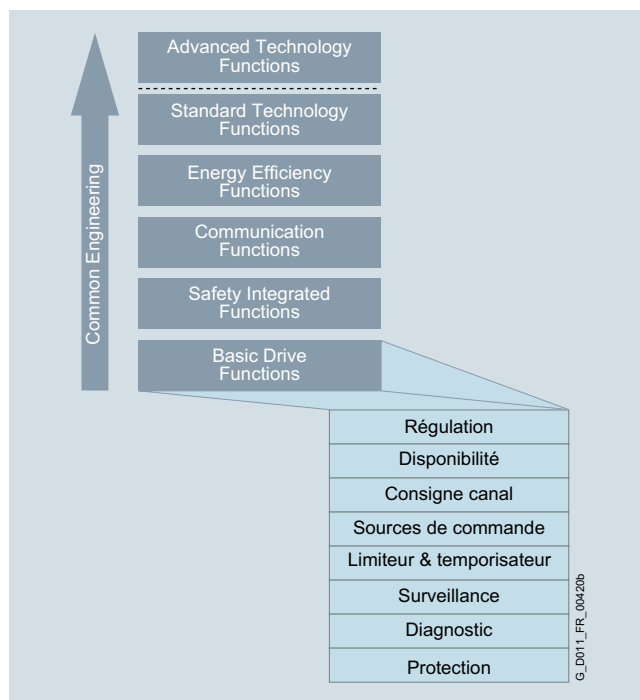 Advanced Technology
Functions
Standard Technology
Functions
Energy Efficiency
Functions
Communication
Functions
Safety Integrated
Functions
Basic Drive
Functions
Common Engineering
Régulation
Disponibilité
Consigne canal
Sources de commande
Limiteur & temporisateur
Surveillance
Diagnostic
Protection
G_D011_FR_00420b